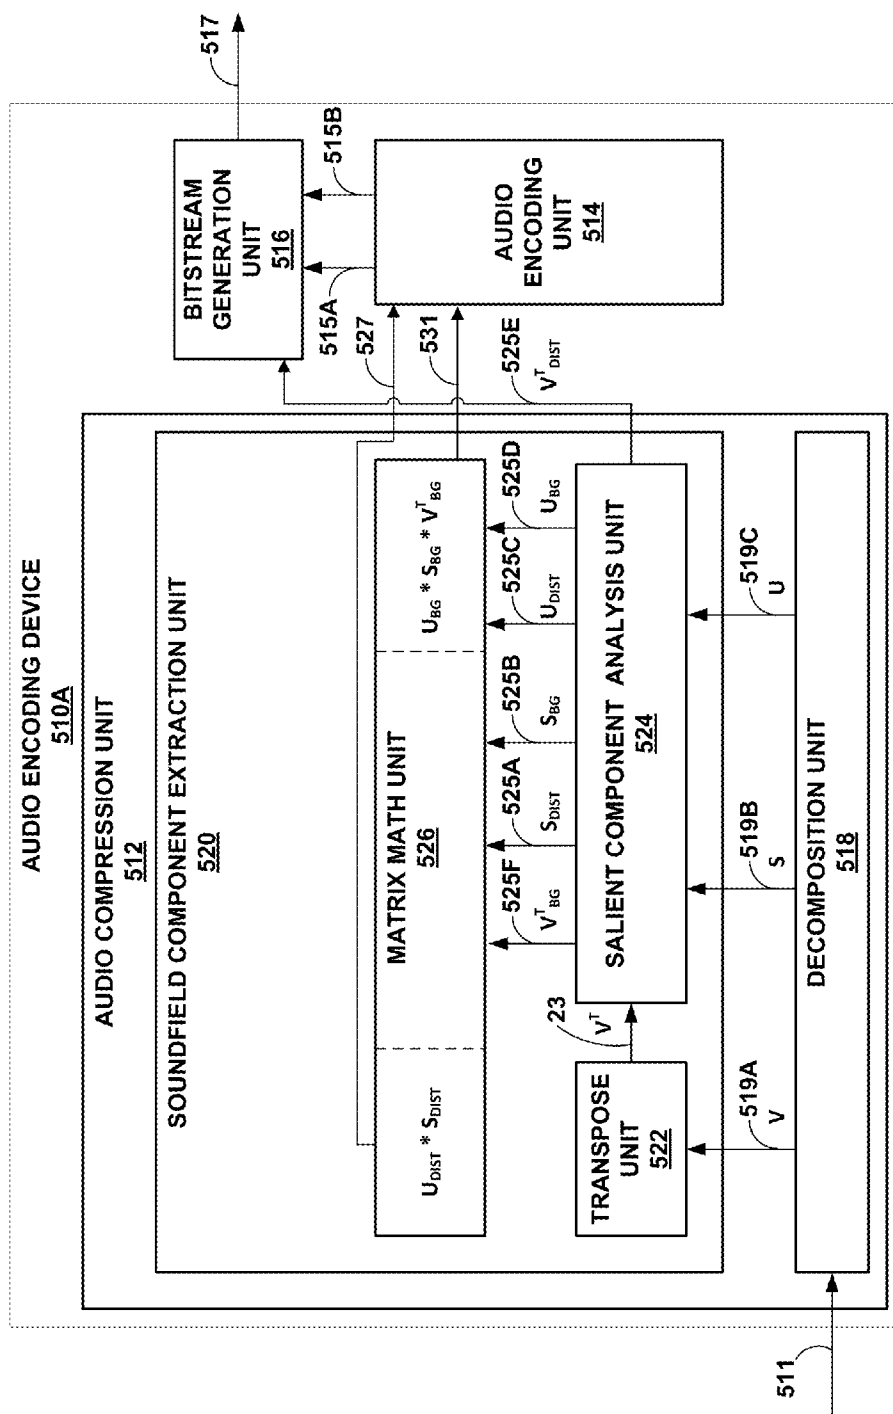 AUDIO ENCODING DEVICE
510A
AUDIO COMPRESSION UNIT
512
SOUNDFIELD COMPONENT EXTRACTION UNIT
520
U_DIST * S_DIST
MATRIX MATH UNIT
526
U_BG * S_BG * V^T_BG
527
531
525F
V^T_BG
525A
S_DIST
525B
S_BG
525C
U_DIST
525D
U_BG
525E
V^T_DIST
TRANSPOSE
UNIT
522
23
V^T
SALIENT COMPONENT ANALYSIS UNIT
524
519A
V
519B
S
519C
U
DECOMPOSITION UNIT
518
511
BITSTREAM
GENERATION
UNIT
516
517
515A
515B
AUDIO
ENCODING
UNIT
514